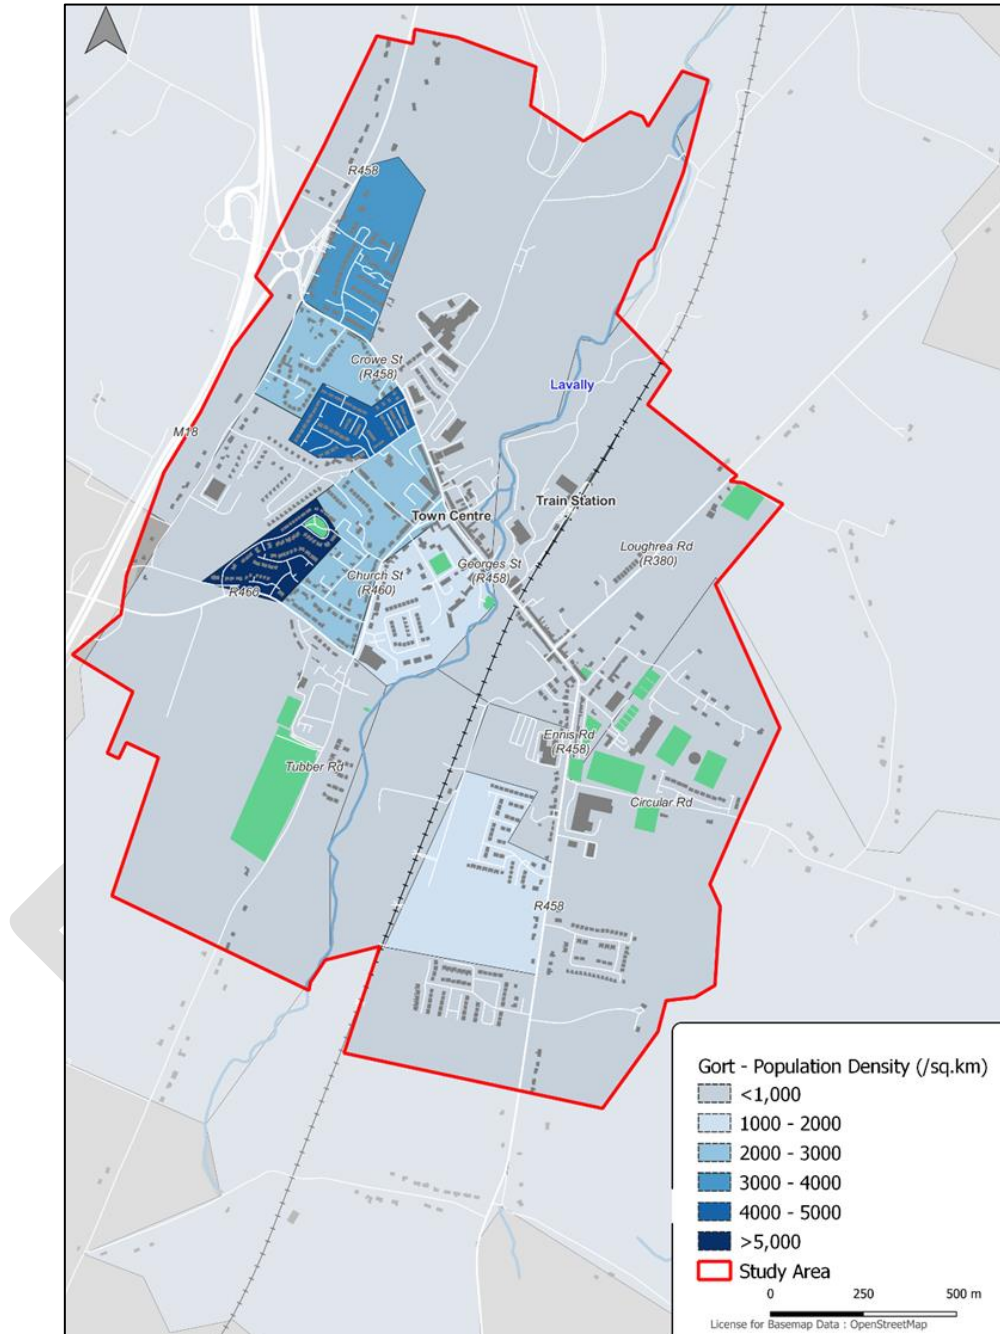 R458
Crowe St
(R458)
Lavally
M18
Town Centre
Train Station
Loughrea Rd
(R380)
Georges St
(R458)
Church St
(R460)
R460
Ennis Rd
(R458)
Tubber Rd
Circular Rd
R458
Gort - Population Density (/sq.km)
<1,000
1000 - 2000
2000 - 3000
3000 - 4000
4000 - 5000
>5,000
Study Area
0 250 500 m
License for Basemap Data : OpenStreetMap